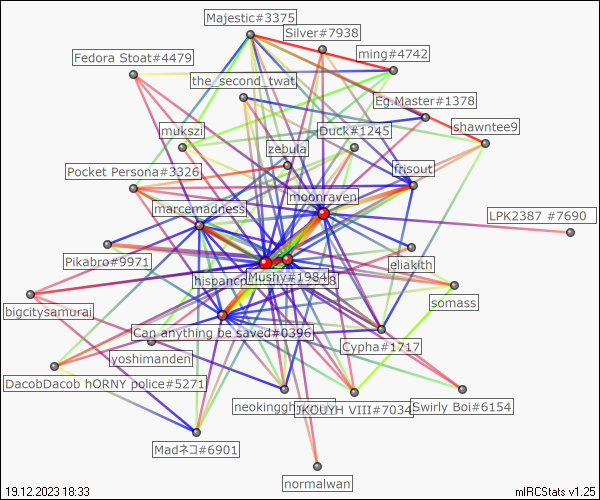 Majestic#3375
Silver#7938
ming#4742
Fedora Stoat#4479
the_second_twat
Eg.Master#1378
mukszi
Duck#1245
shawntee9
zebula
frisout
Pocket Persona#3326
moonraven
marcemadness
LPK2387 #7690
Pikabro#9971
eliakith
Mushy#1984
somass
bigcitysamurai
Can anything be saved#0396
Cypha#1717
yoshimanden
DacobDacob hORNY police#5271
JKOUYH VIII#7034
Swirly Boi#6154
Madネコ#6901
normalwan
19.12.2023 18:33
mIRCStats v1.25